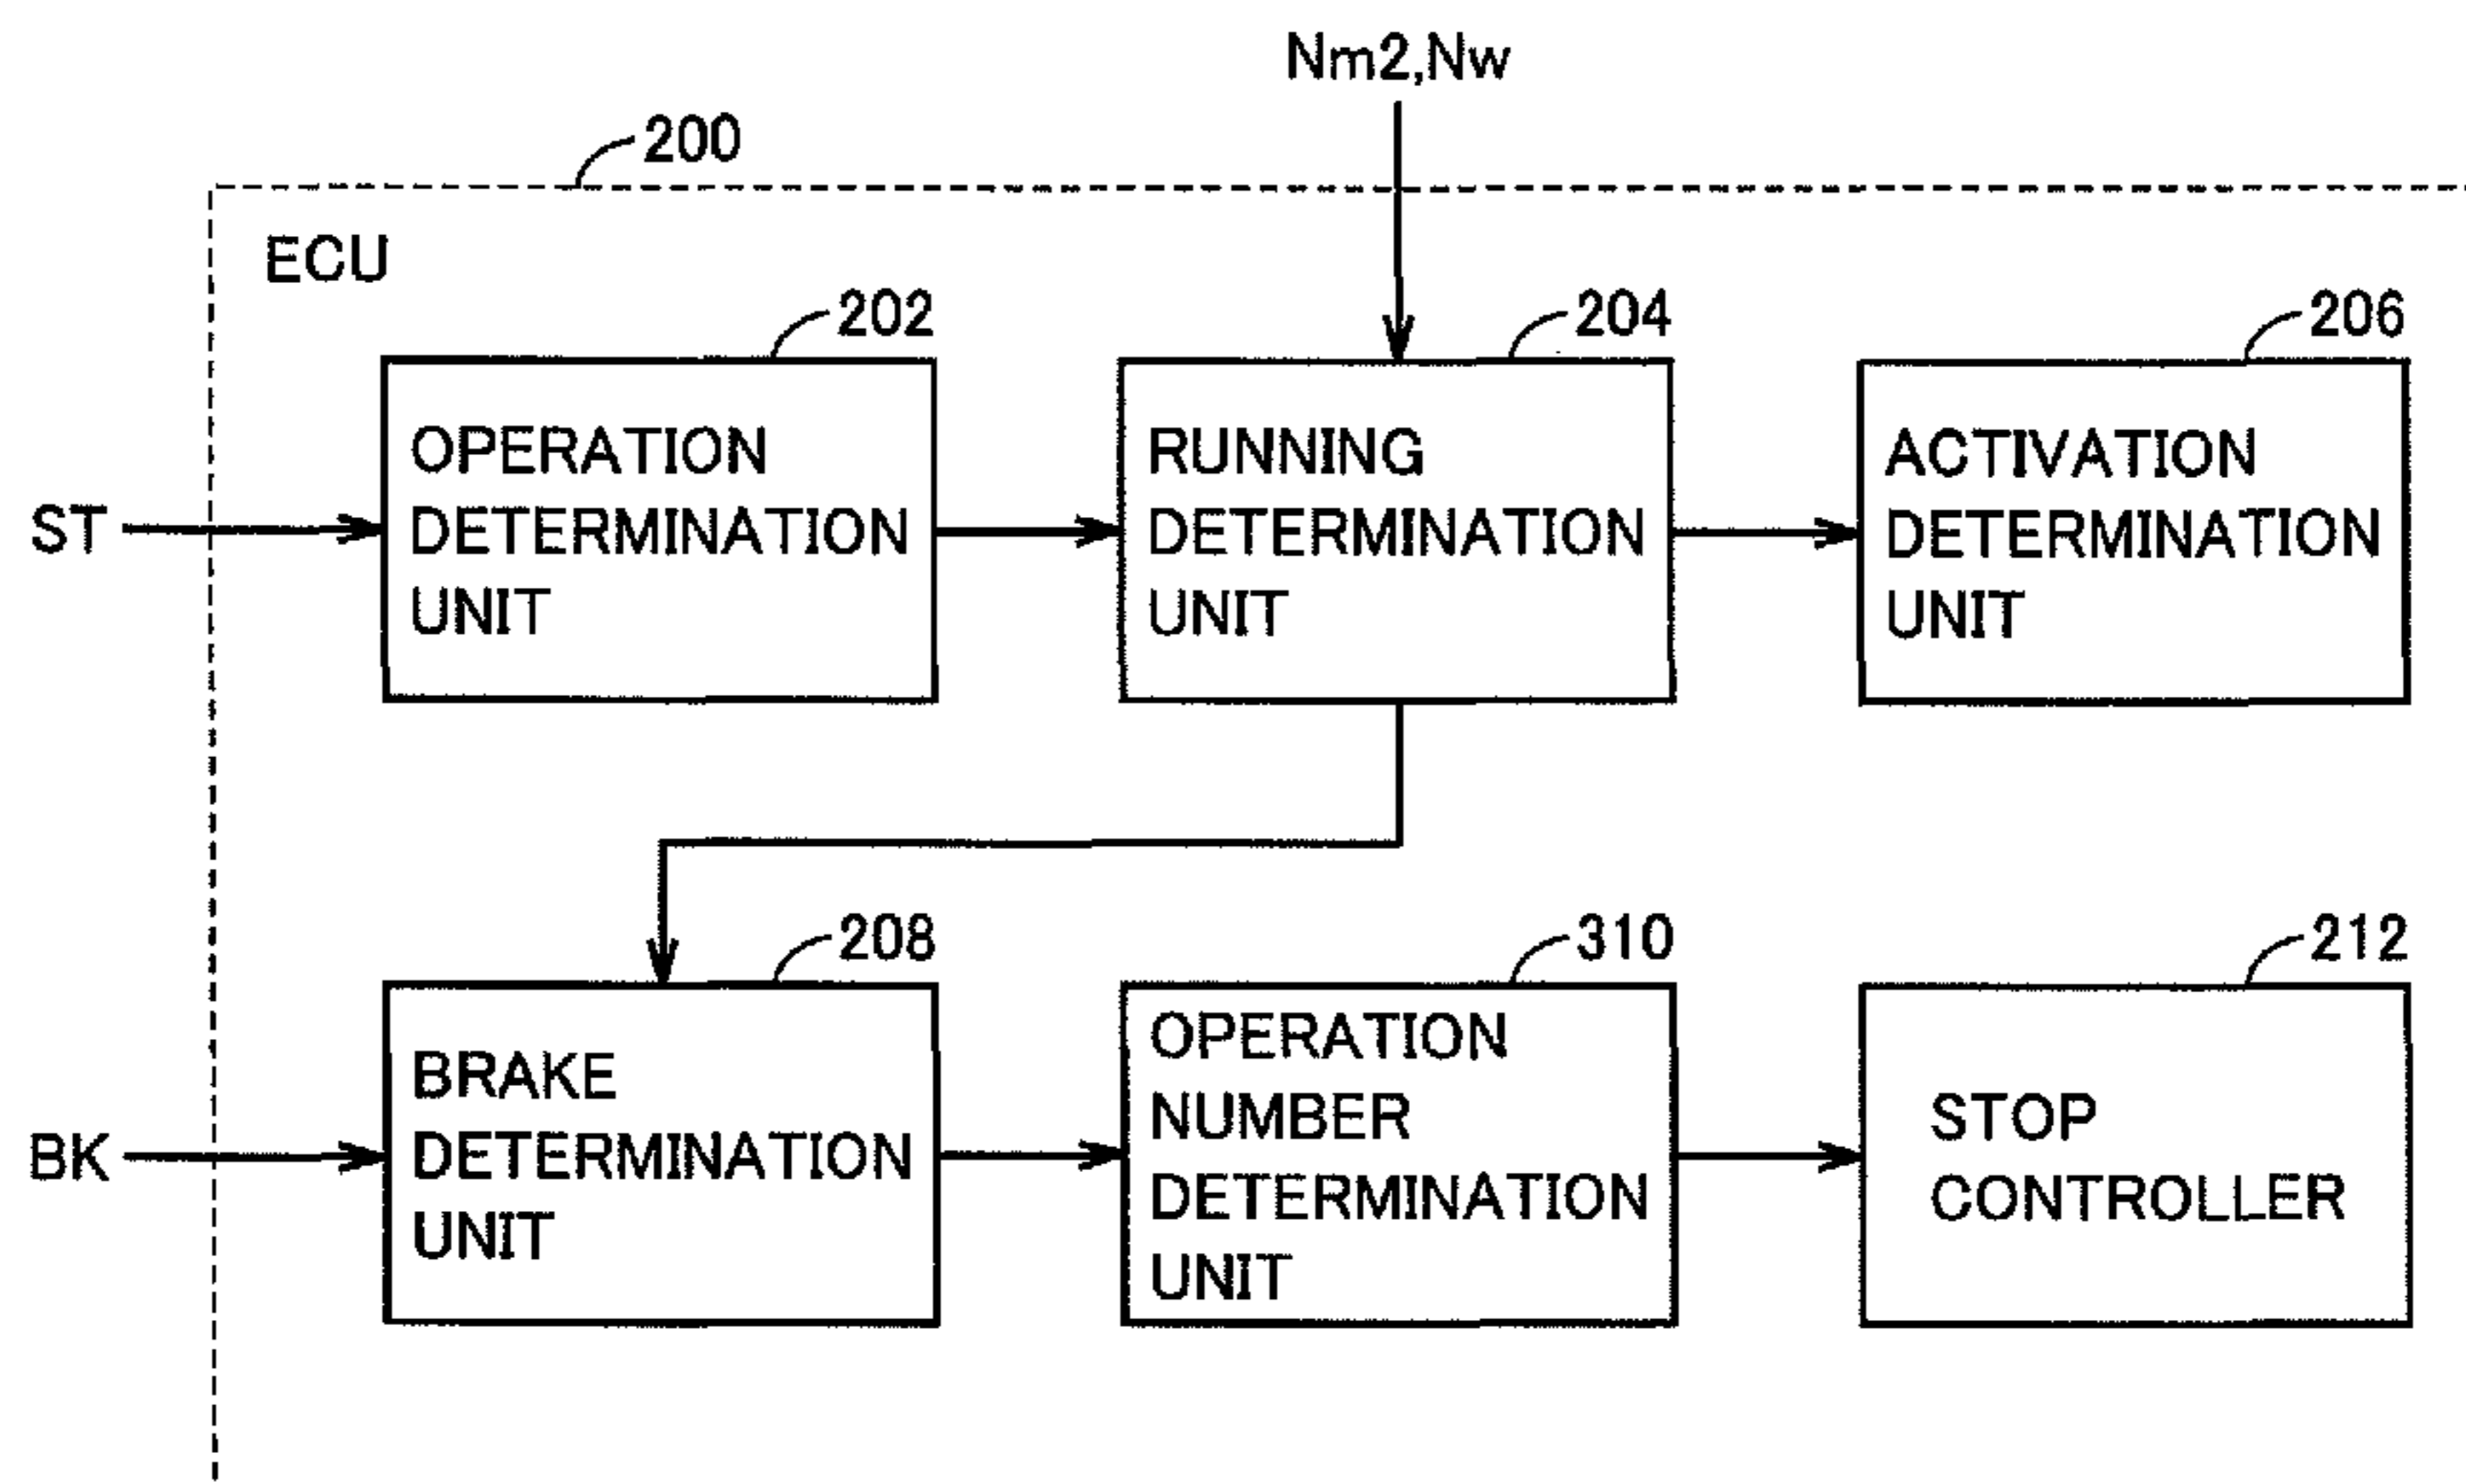 Nm2,Nw
200
ECU
202
204
206
OPERATION
DETERMINATION
UNIT
RUNNING
DETERMINATION
UNIT
ACTIVATION
DETERMINATION
UNIT
ST
208
310
212
BRAKE
DETERMINATION
UNIT
OPERATION
NUMBER
DETERMINATION
UNIT
STOP
CONTROLLER
BK